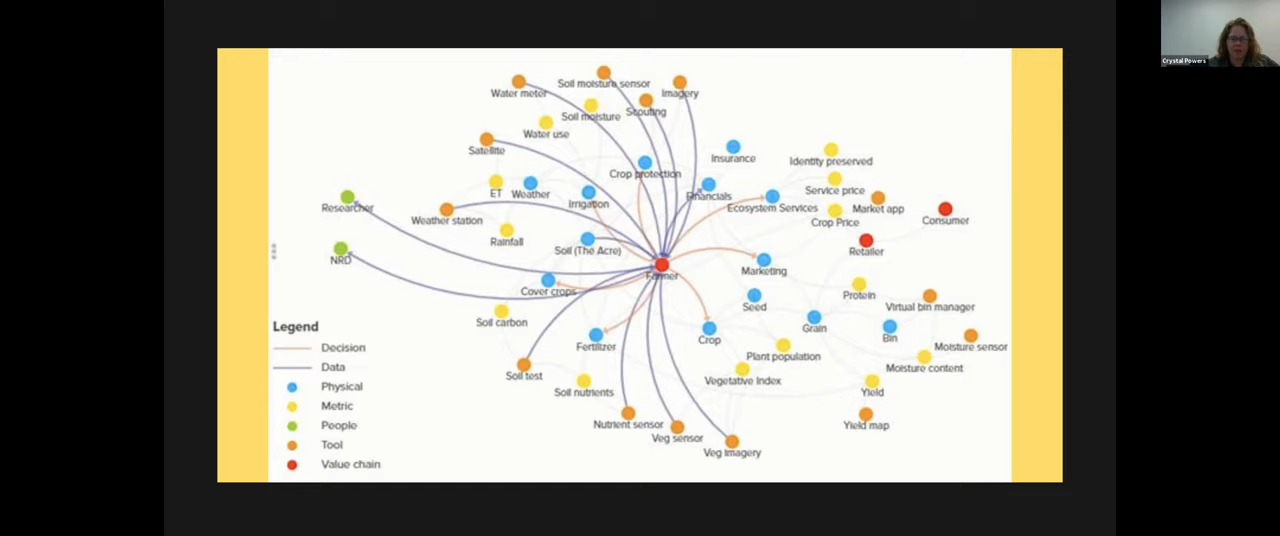 Crystal Powers
Soil moisture sensor
Water meter
Imagery
Scouting
Soil moisture
Water use
Satellite
Insurance
Identity preserved
Crop protection
Service price
ET
Weather
Irrigation
Financials
Ecosystem Services
Market app
Researcher
Weather station
Crop Price
Consumer
Rainfall
Soil (The Acre)
Retailer
NRD
Farmer
Marketing
Cover crops
Protein
Seed
Virtual bin manager
Soil carbon
Grain
Bin
Fertilizer
Crop
Moisture sensor
Plant population
Moisture content
Soil test
Vegetative Index
Soil nutrients
Yield
Nutrient sensor
Yield map
Veg sensor
Veg Imagery
Legend
Decision
Data
Physical
Metric
People
Tool
Value chain